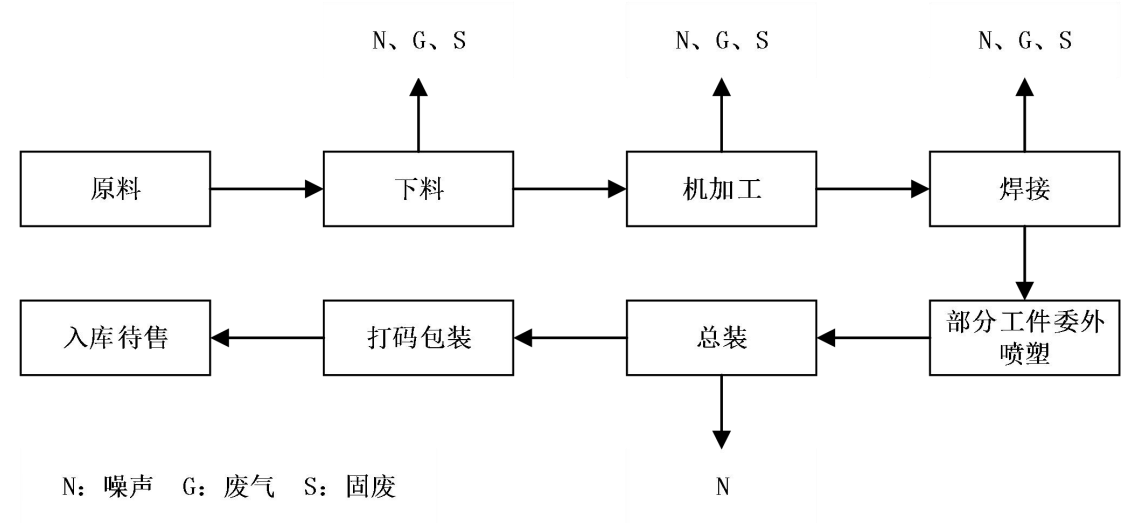 N、G、S
N、G、S
N、G、S
原料
下料
机加工
焊接
入库待售
打码包装
总装
部分工件委外
喷塑
N：噪声 G：废气 S：固废
N